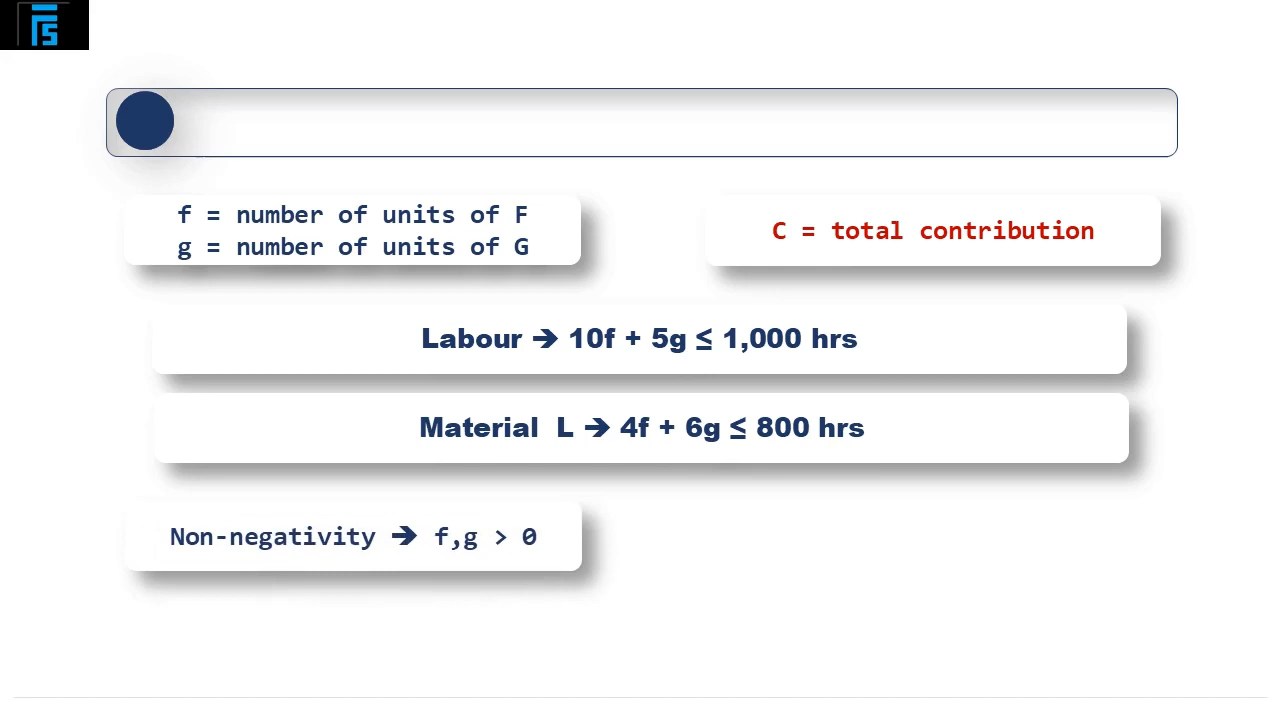 f = number of units of F
g = number of units of G
C = total contribution
Labour ➔ 10f + 5g ≤ 1,000 hrs
Material  L ➔ 4f + 6g ≤ 800 hrs
Non-negativity ➔ f,g > 0